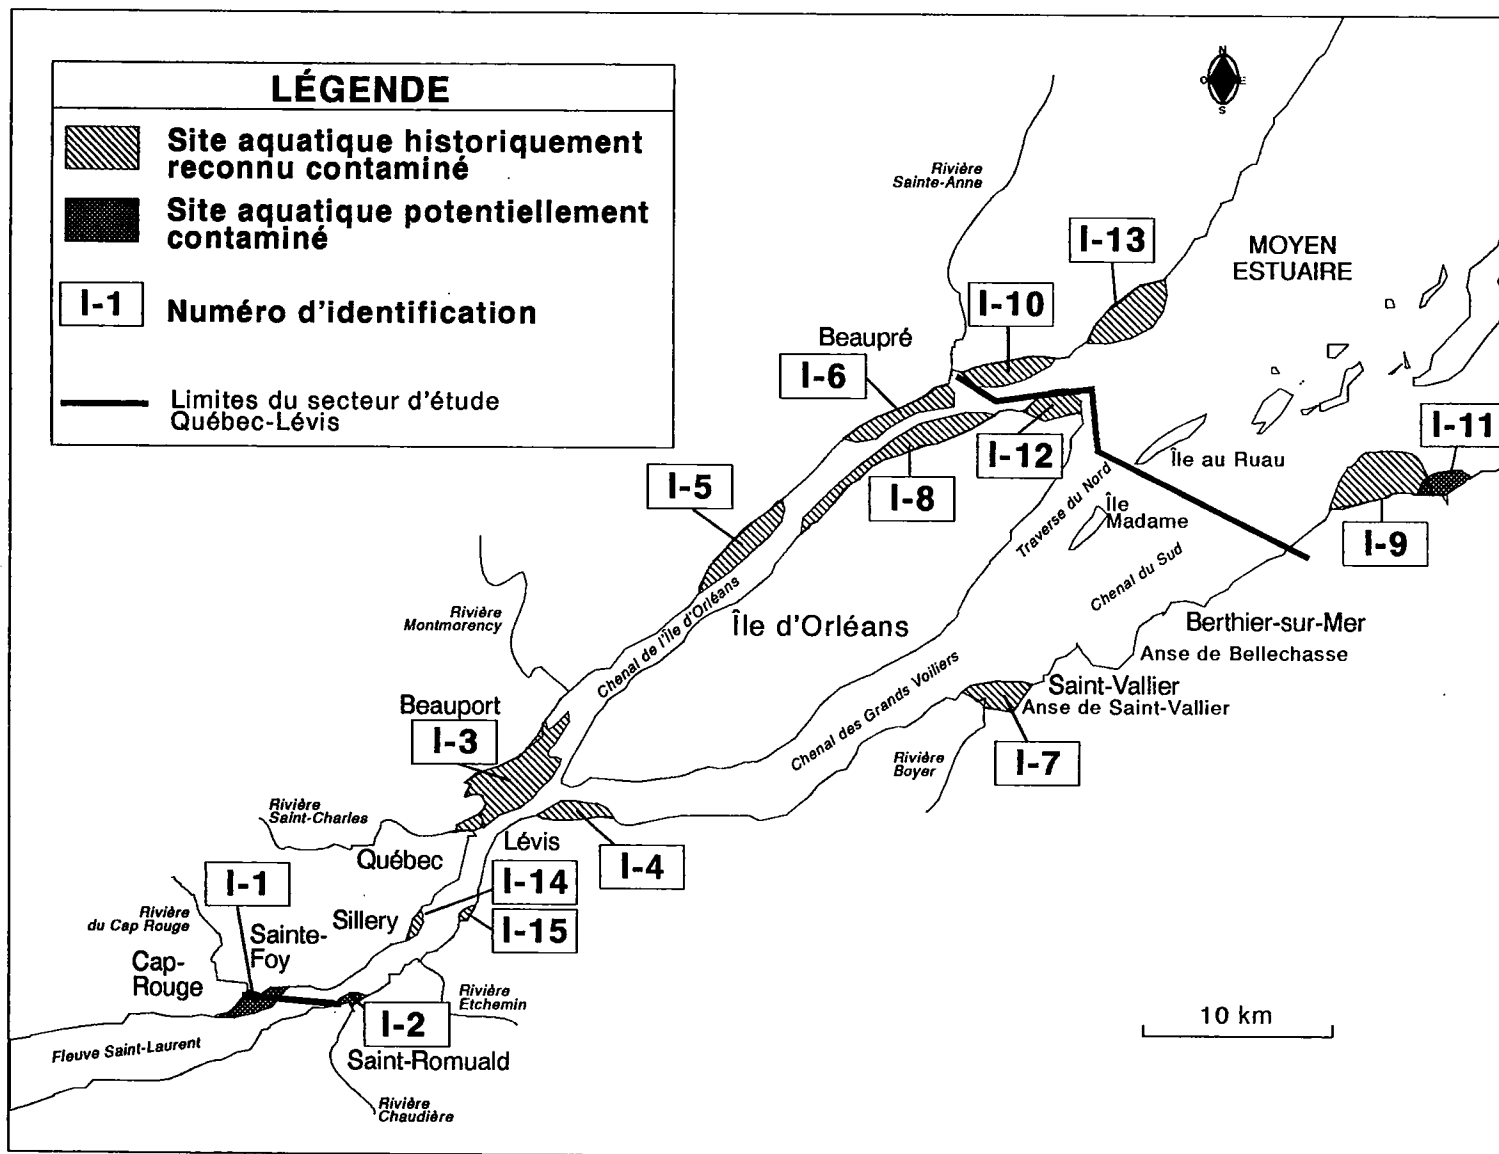 LÉGENDE
Site aquatique historiquement
reconnu contaminé
Site aquatique potentiellement
contaminé
I-1
Numéro d'identification
Limites du secteur d'étude
Québec-Lévis
N
O
E
S
Rivière
Sainte-Anne
I-13
MOYEN
ESTUAIRE
I-10
Beaupré
I-6
I-11
I-12
Île au Ruau
I-5
I-8
Traverse du Nord
Île
Madame
I-9
Chenal du Sud
Rivière
Montmorency
Chenal de l'Île d'Orléans
Île d'Orléans
Berthier-sur-Mer
Anse de Bellechasse
Chenal des Grands Voiliers
Saint-Vallier
Anse de Saint-Vallier
Beauport
I-3
Rivière
Boyer
I-7
Rivière
Saint-Charles
Lévis
Québec
I-4
I-1
I-14
Rivière
du Cap Rouge
Sillery
I-15
Sainte-
Foy
Cap-
Rouge
Rivière
Etchemin
I-2
10 km
Fleuve Saint-Laurent
Saint-Romuald
Rivière
Chaudière